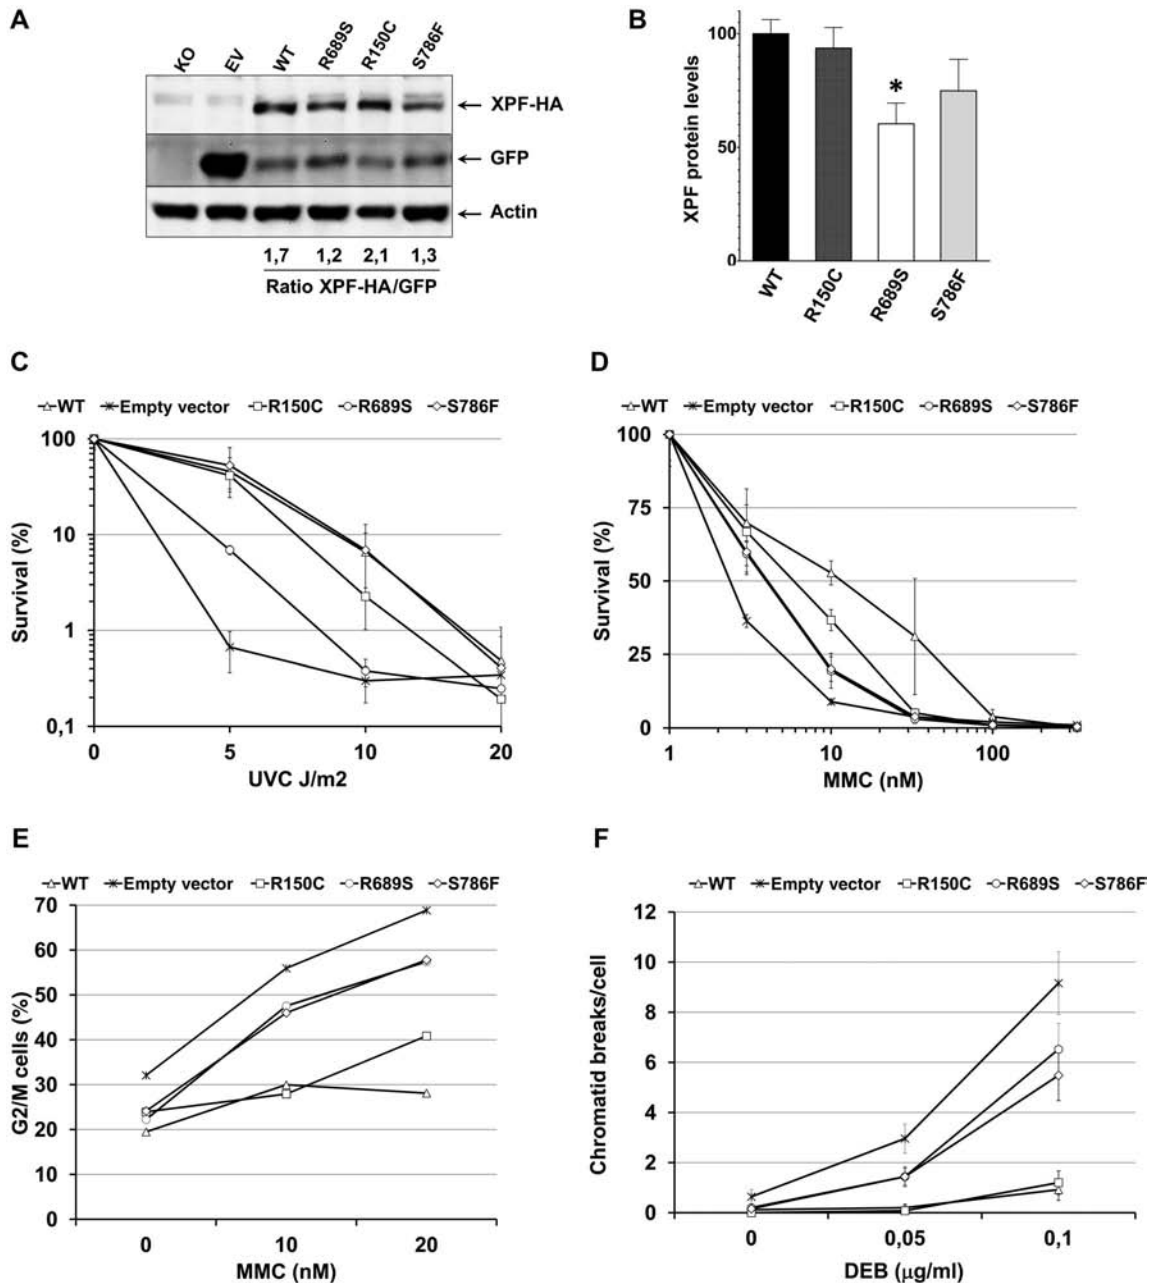 A
KO EV WT R689S R150C S786F
XPF-HA
GFP
Actin
1,7 1,2 2,1 1,3
Ratio XPF-HA/GFP
B
XPF protein levels
100
50
0
WT R150C R689S S786F
*
C
WT Empty vector R150C R689S S786F
Survival (%)
100
10
1
0,1
0 5 10 20
UVC J/m2
D
WT Empty vector R150C R689S S786F
Survival (%)
100
75
50
25
0
1 10 100
MMC (nM)
E
WT Empty vector R150C R689S S786F
G2/M cells (%)
70
60
50
40
30
20
10
0
0 10 20
MMC (nM)
F
WT Empty vector R150C R689S S786F
Chromatid breaks/cell
12
10
8
6
4
2
0
0 0,05 0,1
DEB (μg/ml)